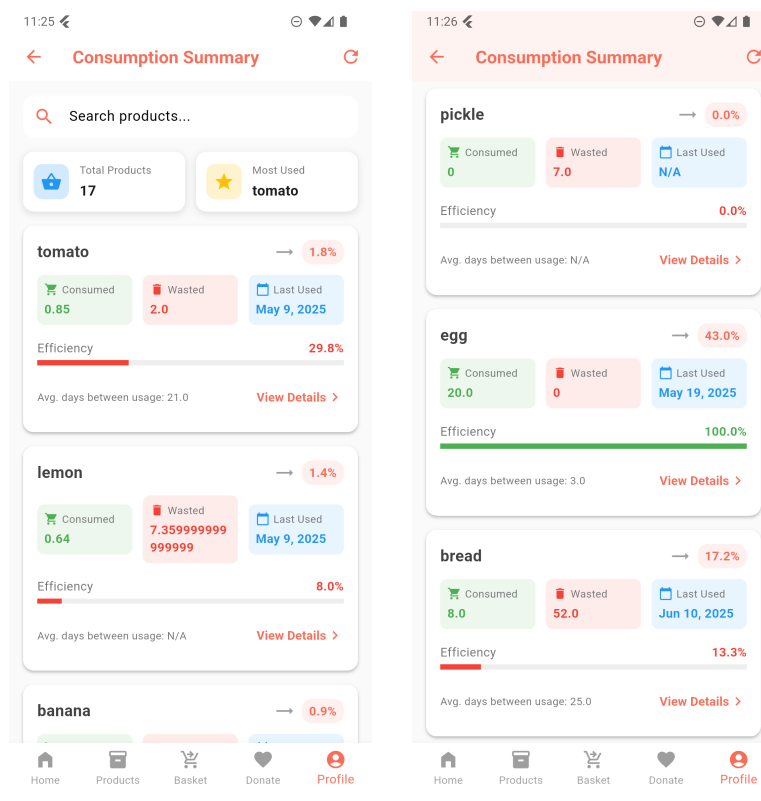 11:25
Consumption Summary
Search products...
Total Products
17
Most Used
tomato
tomato
1.8%
Consumed
0.85
Wasted
2.0
Last Used
May 9, 2025
Efficiency
29.8%
Avg. days between usage: 21.0
View Details
lemon
1.4%
Consumed
0.64
Wasted
7.359999999
999999
Last Used
May 9, 2025
Efficiency
8.0%
Avg. days between usage: N/A
View Details
banana
0.9%
Home
Products
Basket
Donate
Profile
11:26
Consumption Summary
pickle
0.0%
Consumed
0
Wasted
7.0
Last Used
N/A
Efficiency
0.0%
Avg. days between usage: N/A
View Details
egg
43.0%
Consumed
20.0
Wasted
0
Last Used
May 19, 2025
Efficiency
100.0%
Avg. days between usage: 3.0
View Details
bread
17.2%
Consumed
8.0
Wasted
52.0
Last Used
Jun 10, 2025
Efficiency
13.3%
Avg. days between usage: 25.0
View Details
Home
Products
Basket
Donate
Profile